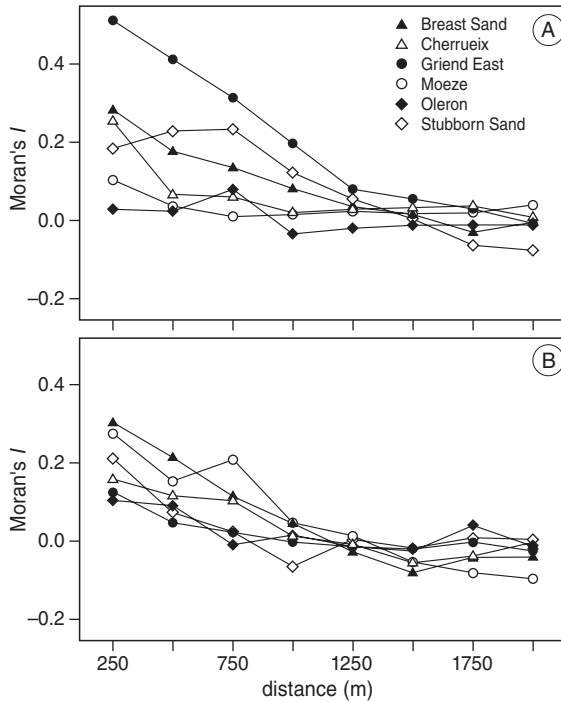 A
Breast Sand
Cherrueix
Griend East
Moeze
Oleron
Stubborn Sand
0.4
0.2
0.0
−0.2
Moran's I
B
0.4
0.2
0.0
−0.2
Moran's I
250 750 1250 1750
distance (m)